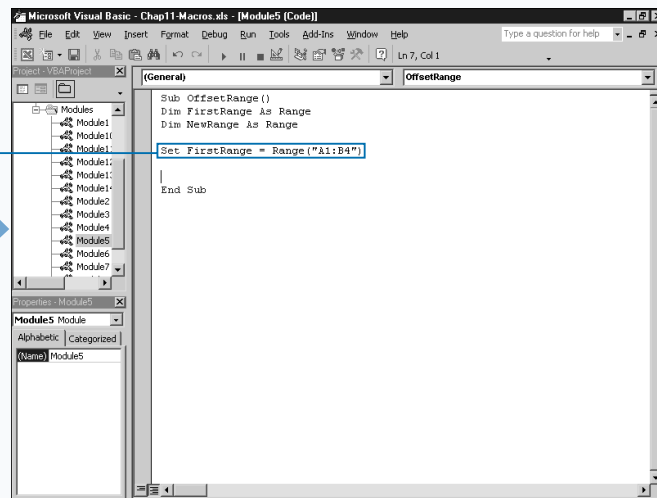 Microsoft Visual Basic - Chap11-Macros.xls - [Module5 (Code)]
File Edit View Insert Format Debug Run Tools Add-Ins Window Help
Type a question for help
Ln 7, Col 1
Project - VBAProject
(General)
OffsetRange
Modules
Module1
Module2
Module3
Module4
Module5
Module6
Module7
Properties - Module5
Module5 Module
Alphabetic Categorized
(Name) Module5
Sub OffsetRange()
Dim FirstRange As Range
Dim NewRange As Range
Set FirstRange = Range("A1:B4")
End Sub